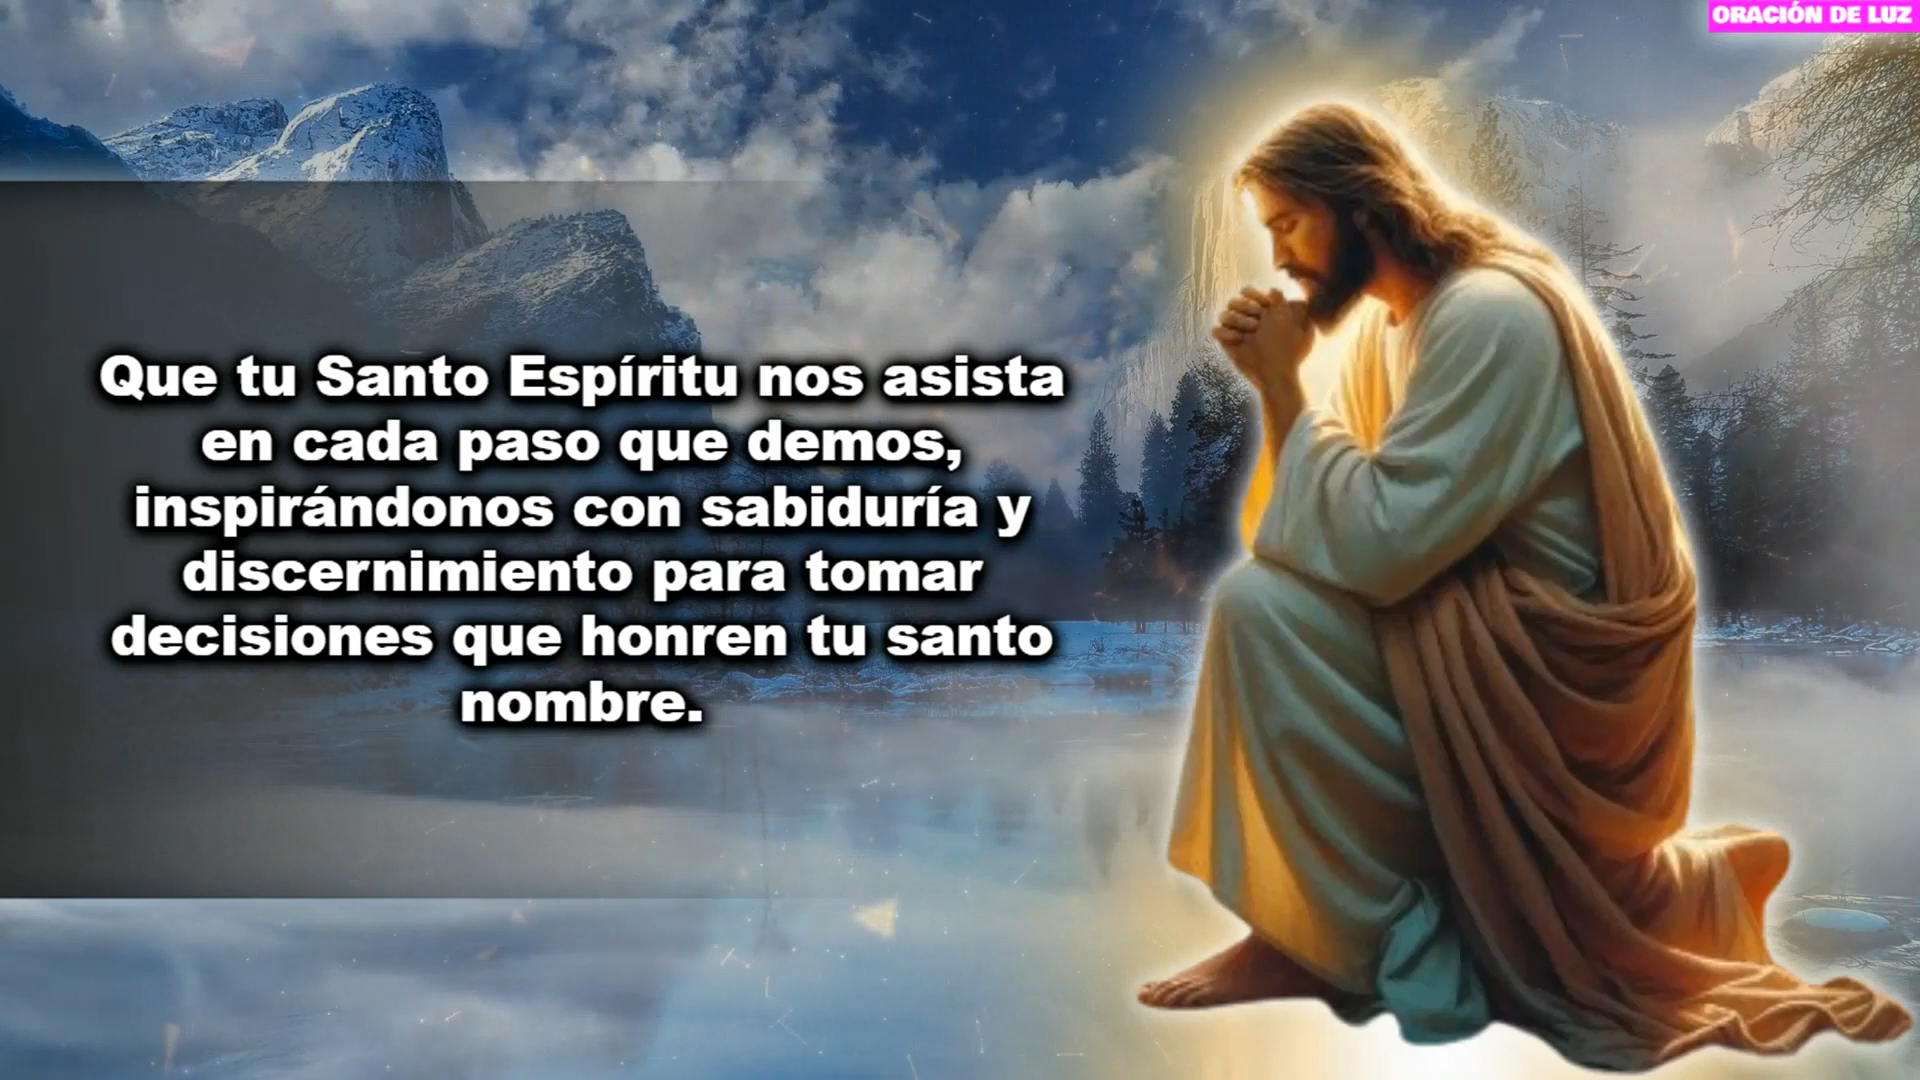 ORACIÓN DE LUZ
Que tu Santo Espíritu nos asista
en cada paso que demos,
inspirándonos con sabiduría y
discernimiento para tomar
decisiones que honren tu santo
nombre.